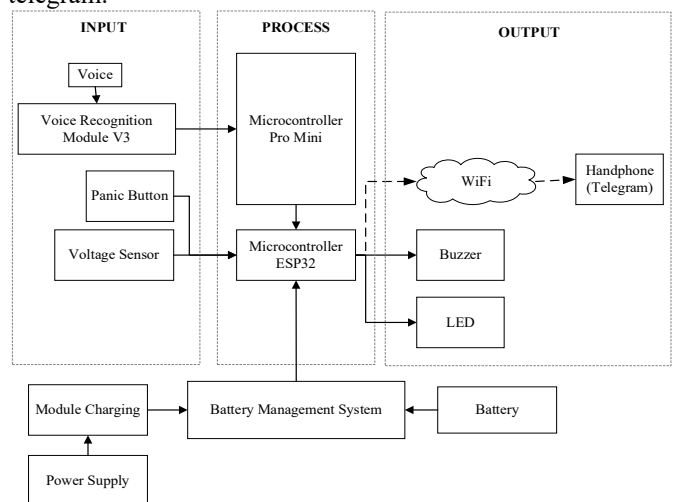 telegram.
INPUT
PROCESS
OUTPUT
Voice
Voice Recognition
Module V3
Microcontroller
Pro Mini
Panic Button
Voltage Sensor
Microcontroller
ESP32
WiFi
Handphone
(Telegram)
Buzzer
LED
Module Charging
Battery Management System
Battery
Power Supply